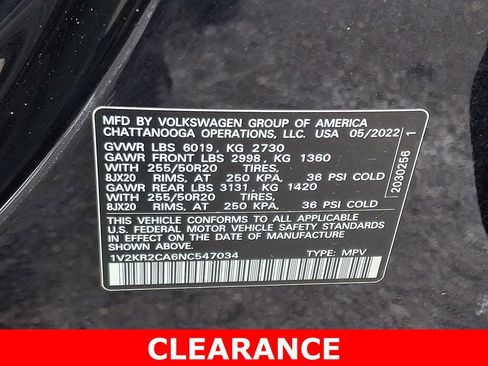 MFD BY VOLKSWAGEN GROUP OF AMERICA
CHATTANOOGA OPERATIONS, LLC. USA 05/2022
GVWR LBS 6019, KG 2730
GAWR FRONT LBS 2998, KG 1360
WITH 255/50R20 TIRES,
8JX20 RIMS, AT 250 KPA. 36 PSI COLD
GAWR REAR LBS 3131, KG 1420
WITH 255/50R20 TIRES,
8JX20 RIMS, AT 250 KPA. 36 PSI COLD
THIS VEHICLE CONFORMS TO ALL APPLICABLE
U.S. FEDERAL MOTOR VEHICLE SAFETY STANDARDS
IN EFFECT ON THE DATE OF MANUFACTURE
SHOWN ABOVE.
1V2KR2CA6NC547034 TYPE: MPV
2030256 1
CLEARANCE